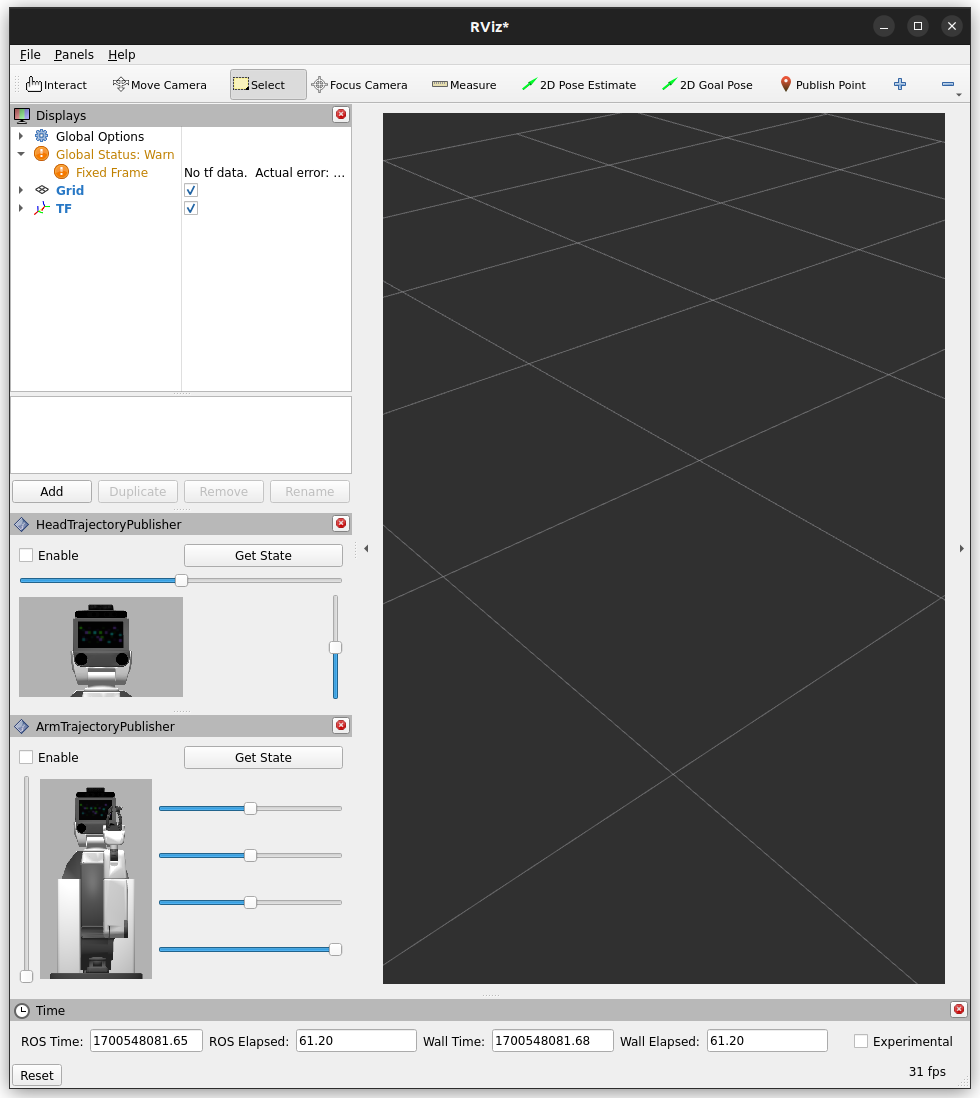 RViz*
File Panels Help
Interact Move Camera Select Focus Camera Measure 2D Pose Estimate 2D Goal Pose Publish Point
Displays
Global Options
Global Status: Warn
Fixed Frame No tf data.  Actual error: ...
Grid
TF
Add Duplicate Remove Rename
HeadTrajectoryPublisher
Enable Get State
ArmTrajectoryPublisher
Enable Get State
Time
ROS Time: 1700548081.65 ROS Elapsed: 61.20 Wall Time: 1700548081.68 Wall Elapsed: 61.20 Experimental
Reset 31 fps